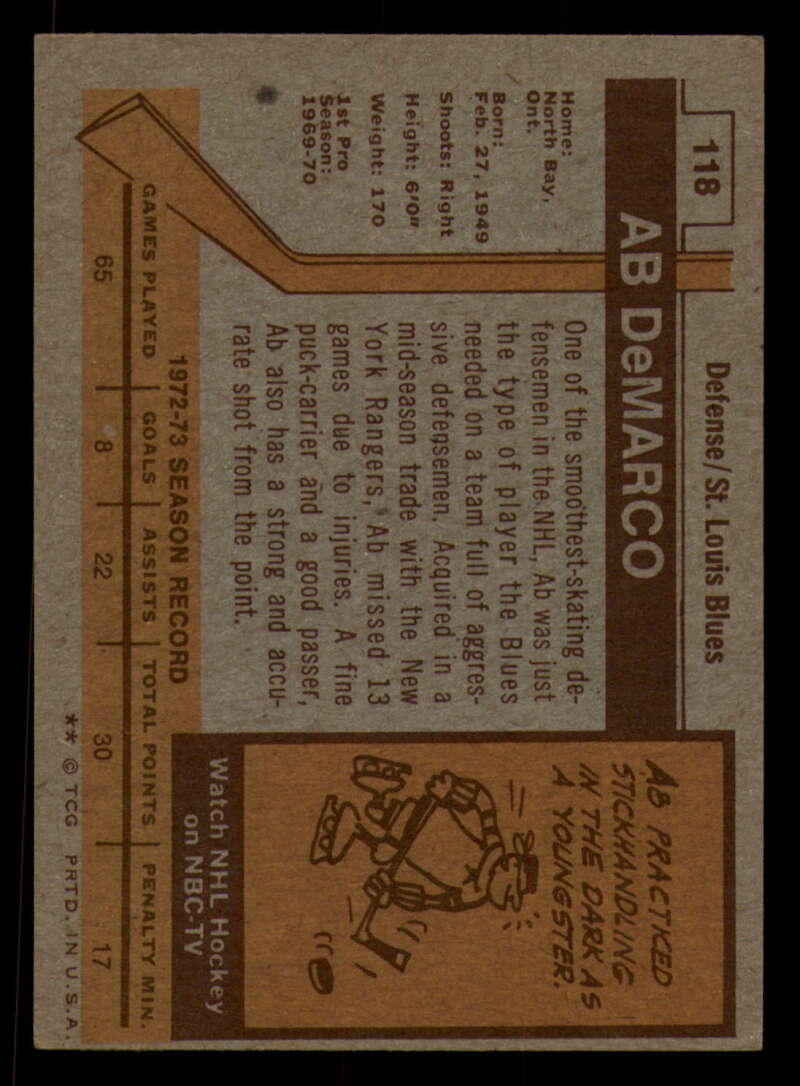 118
Defense/St. Louis Blues
AB DeMARCO
Home:
North Bay,
Ont.
Born:
Feb. 27, 1949
Shoots: Right
Height: 6'0"
Weight: 170
1st Pro
Season:
1969-70
One of the smoothest-skating de-
fensemen in the NHL, Ab was just
the type of player the Blues
needed on a team full of aggres-
sive defensemen. Acquired in a
mid-season trade with the New
York Rangers, Ab missed 13
games due to injuries. A fine
puck-carrier and a good passer,
Ab also has a strong and accu-
rate shot from the point.
AB PRACTICED
STICKHANDLING
IN THE DARK AS
A YOUNGSTER.
Watch NHL Hockey
on NBC-TV
1972-73 SEASON RECORD
GAMES PLAYED GOALS ASSISTS TOTAL POINTS PENALTY MIN.
65 8 22 30 17
** © TCG PRTD. IN U.S.A.